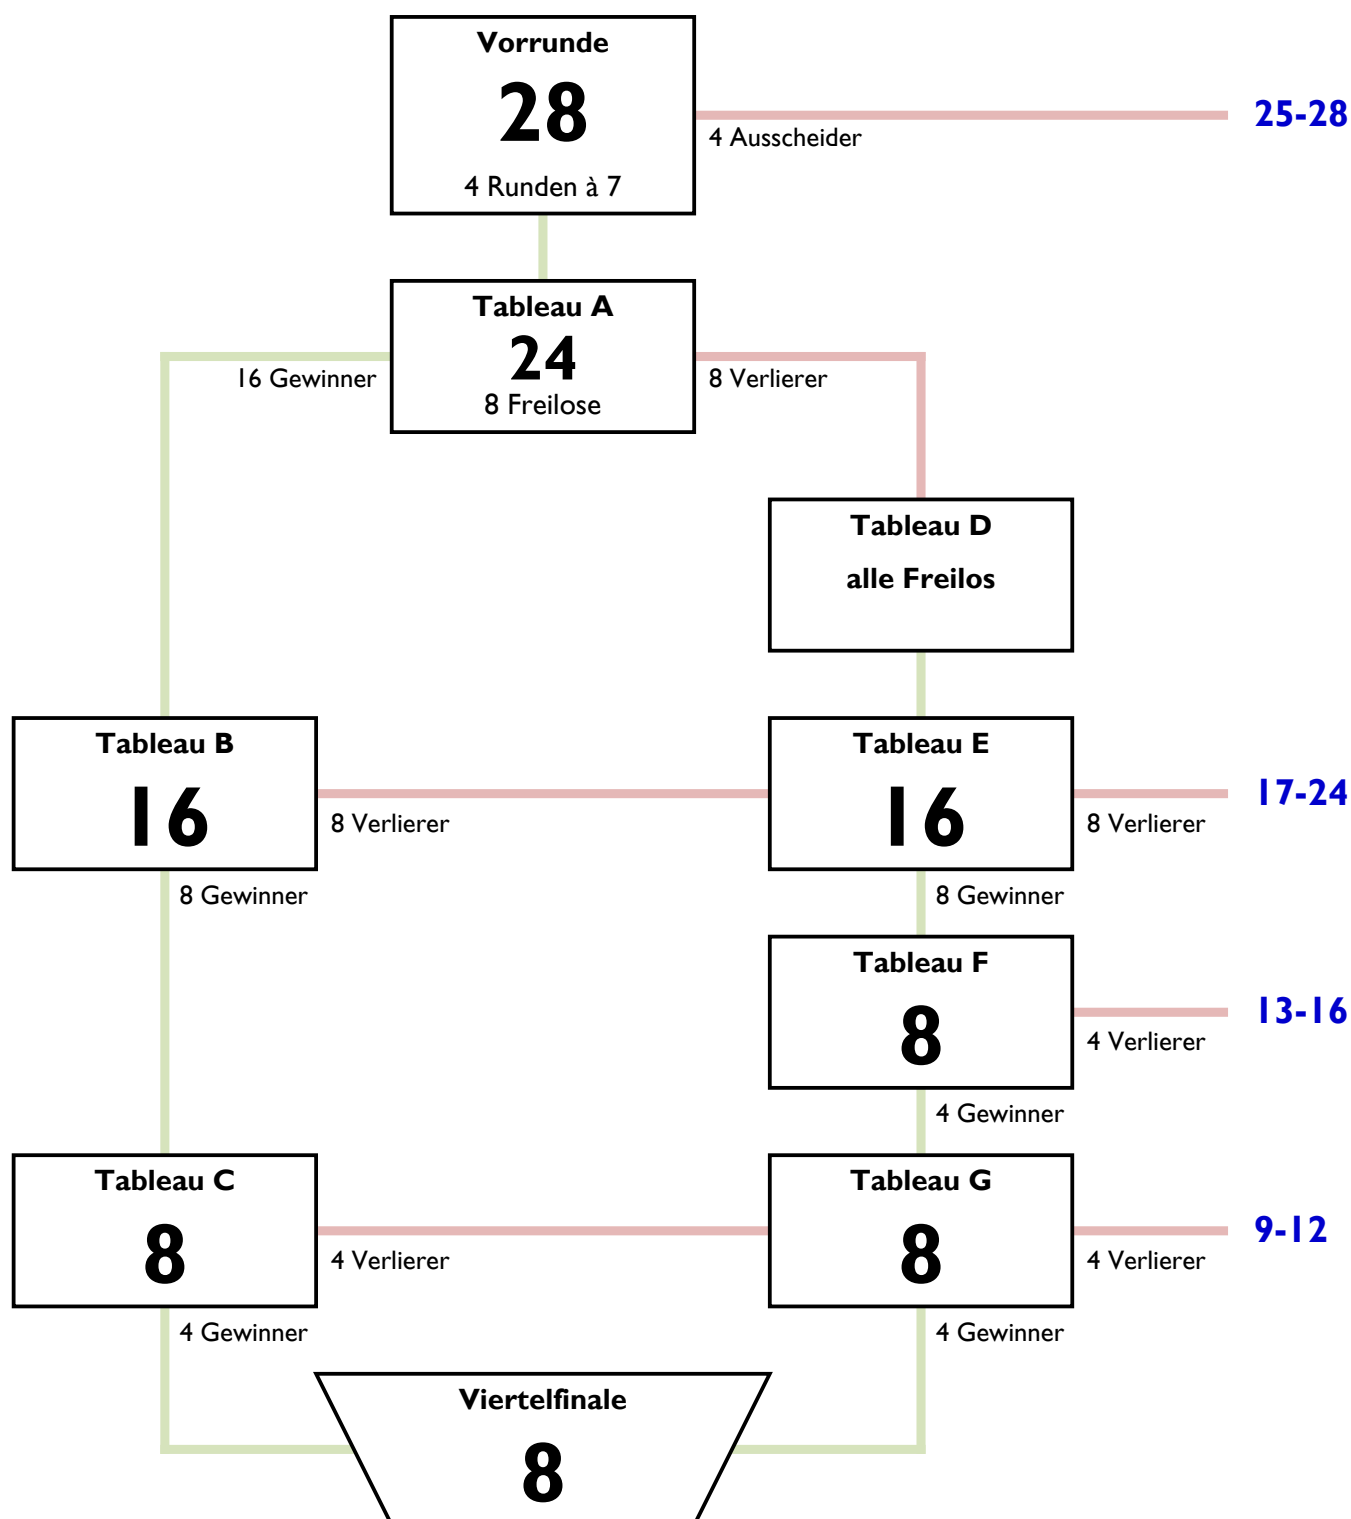 Vorrunde
28
4 Runden à 7
4 Ausscheider
25-28
Tableau A
24
8 Freilose
16 Gewinner
8 Verlierer
Tableau D
alle Freilos
Tableau B
16
8 Verlierer
Tableau E
16
8 Verlierer
17-24
8 Gewinner
8 Gewinner
Tableau F
8
4 Verlierer
13-16
4 Gewinner
Tableau C
8
4 Verlierer
Tableau G
8
4 Verlierer
9-12
4 Gewinner
4 Gewinner
Viertelfinale
8